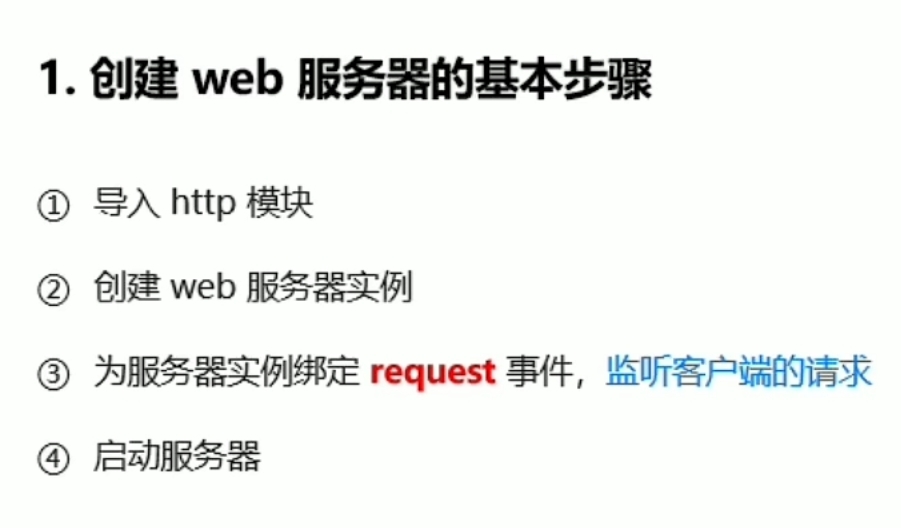 1. 创建 web 服务器的基本步骤
① 导入 http 模块
② 创建 web 服务器实例
③ 为服务器实例绑定 request 事件，监听客户端的请求
④ 启动服务器